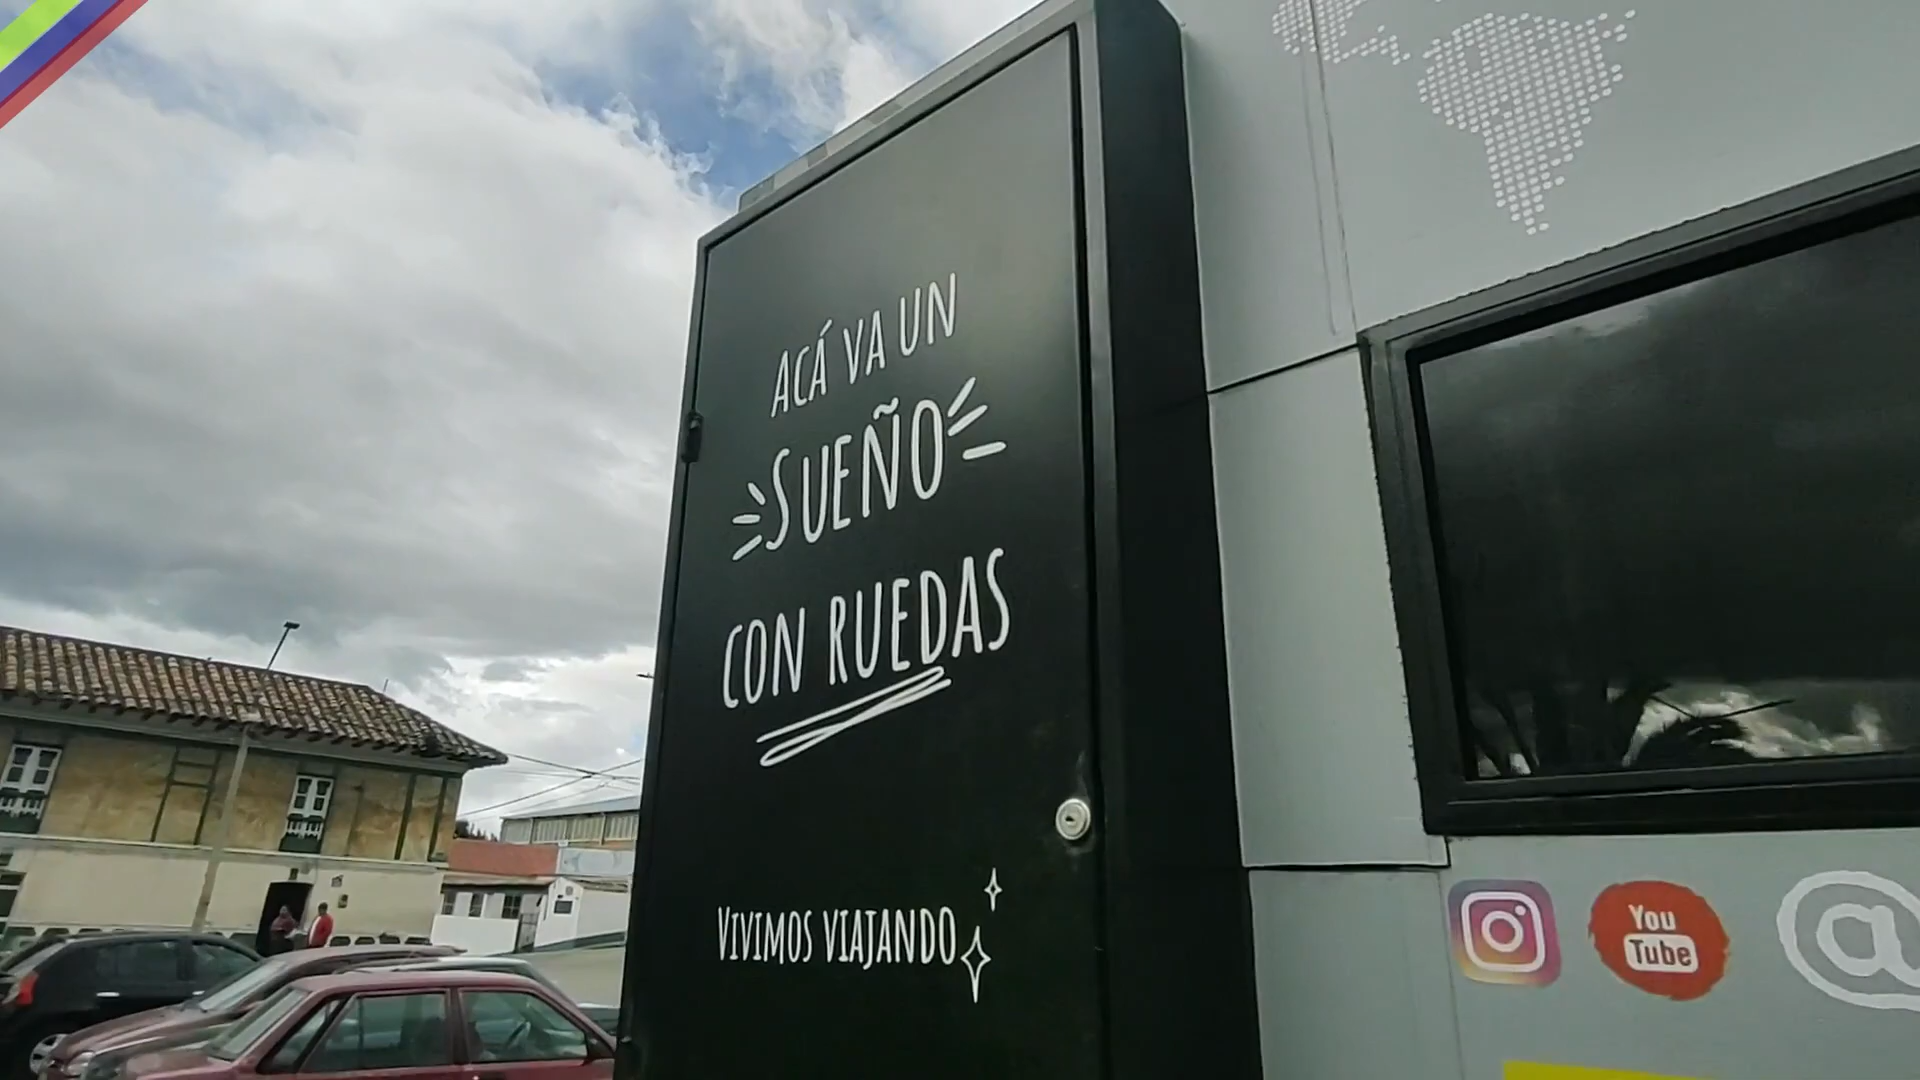 ACÁ VA UN
SUEÑO
CON RUEDAS
VIVIMOS VIAJANDO
You
Tube
@